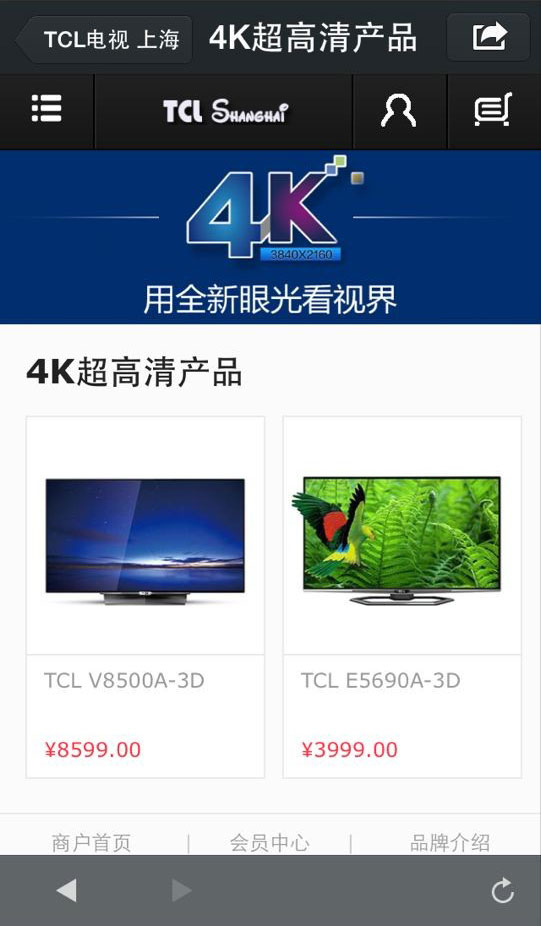 TCL电视 上海
4K超高清产品
TCL SHANGHAI
4K
3840X2160
用全新眼光看视界
4K超高清产品
TCL V8500A-3D
TCL E5690A-3D
¥8599.00
¥3999.00
商户首页 | 会员中心 | 品牌介绍